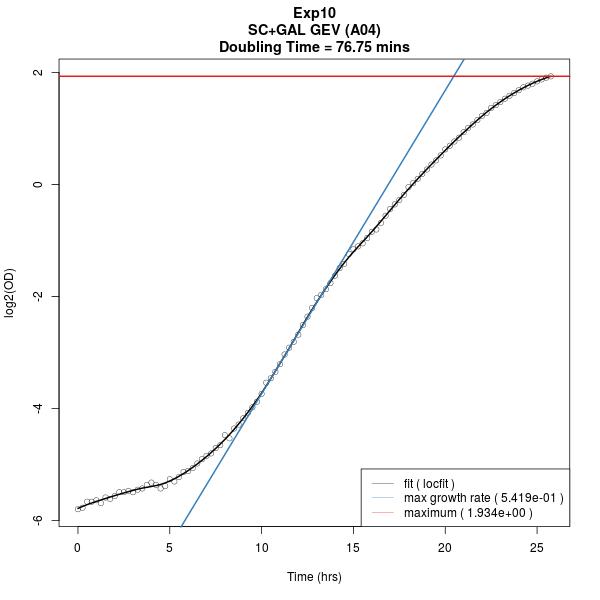 Exp10
SC+GAL GEV (A04)
Doubling Time = 76.75 mins
log2(OD)
2
0
-2
-4
-6
fit ( locfit )
max growth rate ( 5.419e-01 )
maximum ( 1.934e+00 )
0 5 10 15 20 25
Time (hrs)